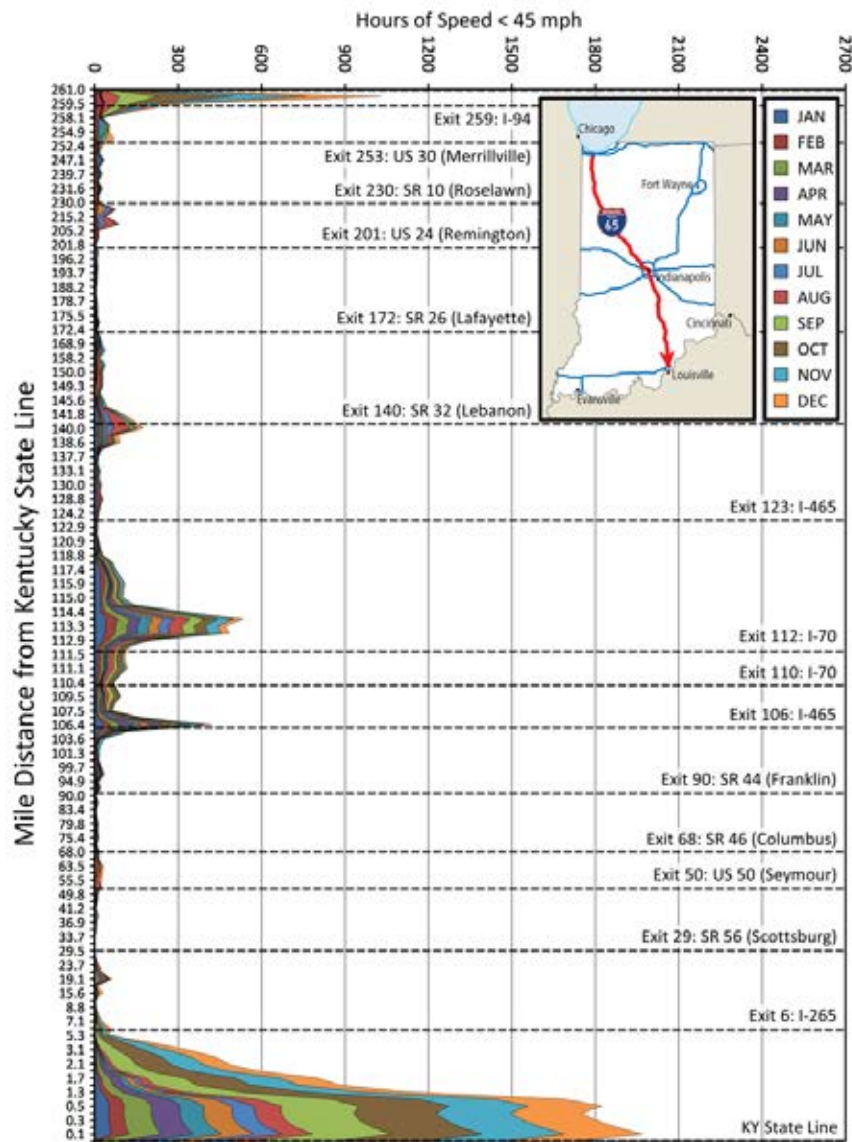 Hours of Speed < 45 mph
0
300
600
900
1200
1500
1800
2100
2400
2700
Mile Distance from Kentucky State Line
261.0
259.5
258.1
254.9
252.4
247.1
239.7
231.6
230.0
215.2
205.2
201.8
196.2
193.7
188.2
178.7
175.5
172.4
168.9
158.2
150.0
149.3
145.6
141.8
140.0
138.6
137.7
133.1
130.0
128.8
124.2
122.9
120.9
118.8
117.7
115.9
115.0
114.4
113.3
112.9
111.5
111.1
110.4
109.5
107.5
106.4
103.6
101.3
99.7
94.9
90.0
83.4
79.8
75.4
68.0
63.5
55.5
49.8
41.2
36.9
33.7
29.5
23.7
19.1
15.6
8.8
7.1
5.3
3.1
2.1
1.7
1.3
0.5
0.3
0.1
Exit 259: I-94
Exit 253: US 30 (Merrillville)
Exit 230: SR 10 (Roselawn)
Exit 201: US 24 (Remington)
Exit 172: SR 26 (Lafayette)
Exit 140: SR 32 (Lebanon)
Exit 123: I-465
Exit 112: I-70
Exit 110: I-70
Exit 106: I-465
Exit 90: SR 44 (Franklin)
Exit 68: SR 46 (Columbus)
Exit 50: US 50 (Seymour)
Exit 29: SR 56 (Scottsburg)
Exit 6: I-265
KY State Line
Chicago
Fort Wayne
65
Indianapolis
Cincinnati
Louisville
Evansville
JAN
FEB
MAR
APR
MAY
JUN
JUL
AUG
SEP
OCT
NOV
DEC